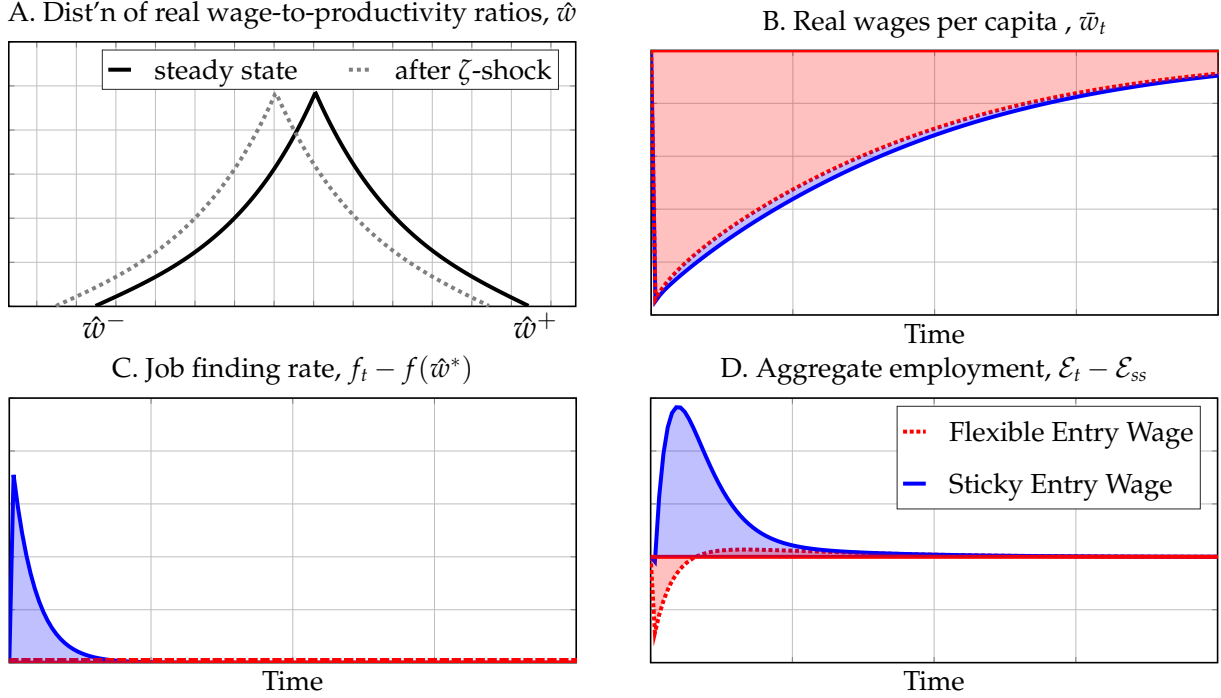 A. Dist'n of real wage-to-productivity ratios, ŵ
steady state
after ζ-shock
ŵ⁻
ŵ⁺
B. Real wages per capita , w̄ₜ
Time
C. Job finding rate, fₜ − f(ŵ*)
Time
D. Aggregate employment, ℰₜ − ℰₛₛ
Flexible Entry Wage
Sticky Entry Wage
Time